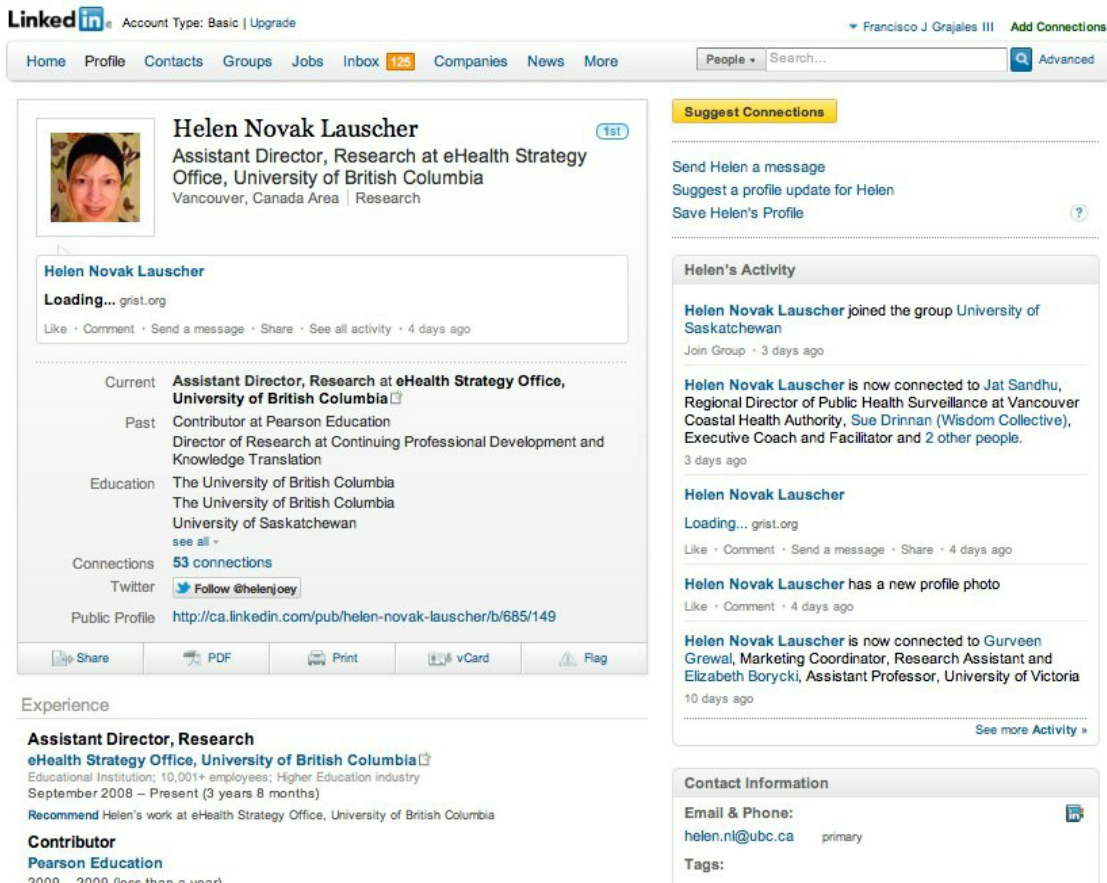 Linked in
Account Type: Basic | Upgrade
Francisco J Grajales III Add Connections
Home Profile Contacts Groups Jobs Inbox 125 Companies News More
People Search... Advanced
Helen Novak Lauscher
1st
Assistant Director, Research at eHealth Strategy
Office, University of British Columbia
Vancouver, Canada Area | Research
Helen Novak Lauscher
Loading... grist.org
Like · Comment · Send a message · Share · See all activity · 4 days ago
Current Assistant Director, Research at eHealth Strategy Office,
University of British Columbia
Past Contributor at Pearson Education
Director of Research at Continuing Professional Development and
Knowledge Translation
Education The University of British Columbia
The University of British Columbia
University of Saskatchewan
see all
Connections 53 connections
Twitter Follow @helenjoey
Public Profile http://ca.linkedin.com/pub/helen-novak-lauscher/b/685/149
Share PDF Print vCard Flag
Experience
Assistant Director, Research
eHealth Strategy Office, University of British Columbia
Educational Institution; 10,001+ employees; Higher Education industry
September 2008 – Present (3 years 8 months)
Recommend Helen's work at eHealth Strategy Office, University of British Columbia
Contributor
Pearson Education
2009 – 2009 (less than a year)
Suggest Connections
Send Helen a message
Suggest a profile update for Helen
Save Helen's Profile
?
Helen's Activity
Helen Novak Lauscher joined the group University of
Saskatchewan
Join Group · 3 days ago
Helen Novak Lauscher is now connected to Jat Sandhu,
Regional Director of Public Health Surveillance at Vancouver
Coastal Health Authority, Sue Drinnan (Wisdom Collective),
Executive Coach and Facilitator and 2 other people.
3 days ago
Helen Novak Lauscher
Loading... grist.org
Like · Comment · Send a message · Share · 4 days ago
Helen Novak Lauscher has a new profile photo
Like · Comment · 4 days ago
Helen Novak Lauscher is now connected to Gurveen
Grewal, Marketing Coordinator, Research Assistant and
Elizabeth Borycki, Assistant Professor, University of Victoria
10 days ago
See more Activity »
Contact Information
Email & Phone:
in
helen.nl@ubc.ca primary
Tags: